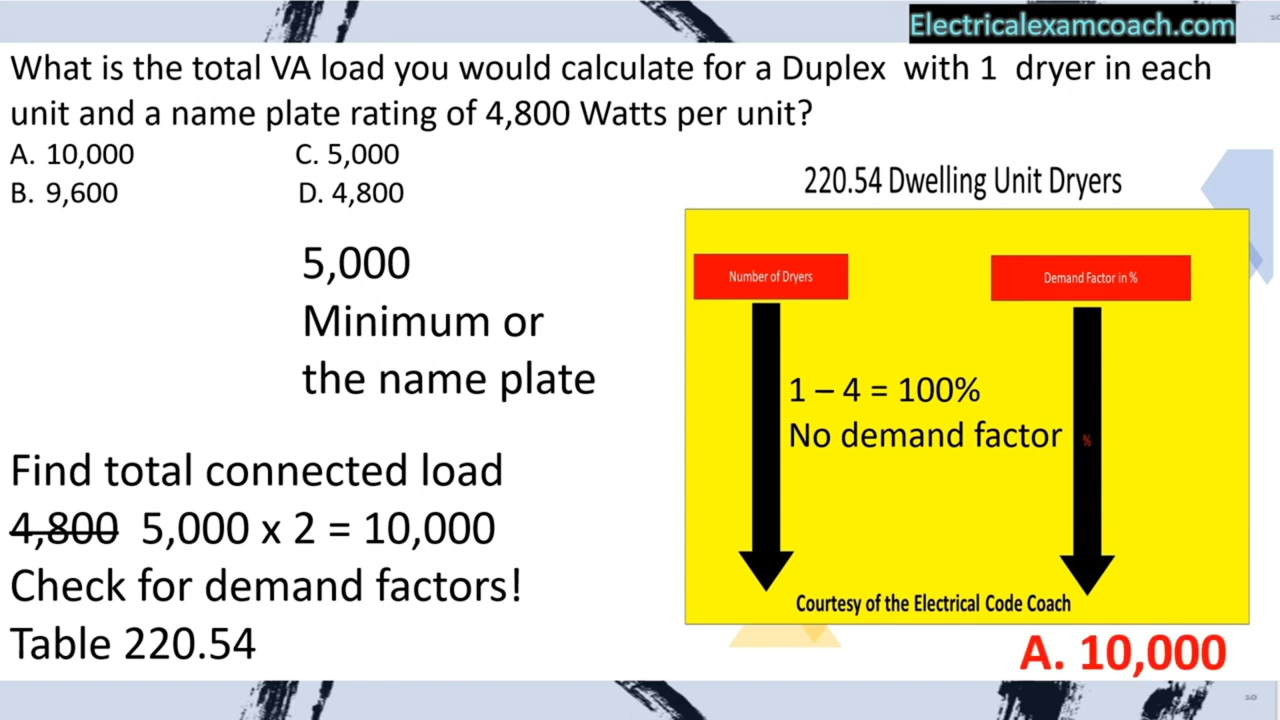 Electricalexamcoach.com
What is the total VA load you would calculate for a Duplex with 1 dryer in each
unit and a name plate rating of 4,800 Watts per unit?
A. 10,000 C. 5,000
B. 9,600 D. 4,800
220.54 Dwelling Unit Dryers
5,000
Minimum or
the name plate
Number of Dryers
Demand Factor in %
1 – 4 = 100%
No demand factor
%
Find total connected load
4,800 5,000 x 2 = 10,000
Check for demand factors!
Table 220.54
Courtesy of the Electrical Code Coach
A. 10,000